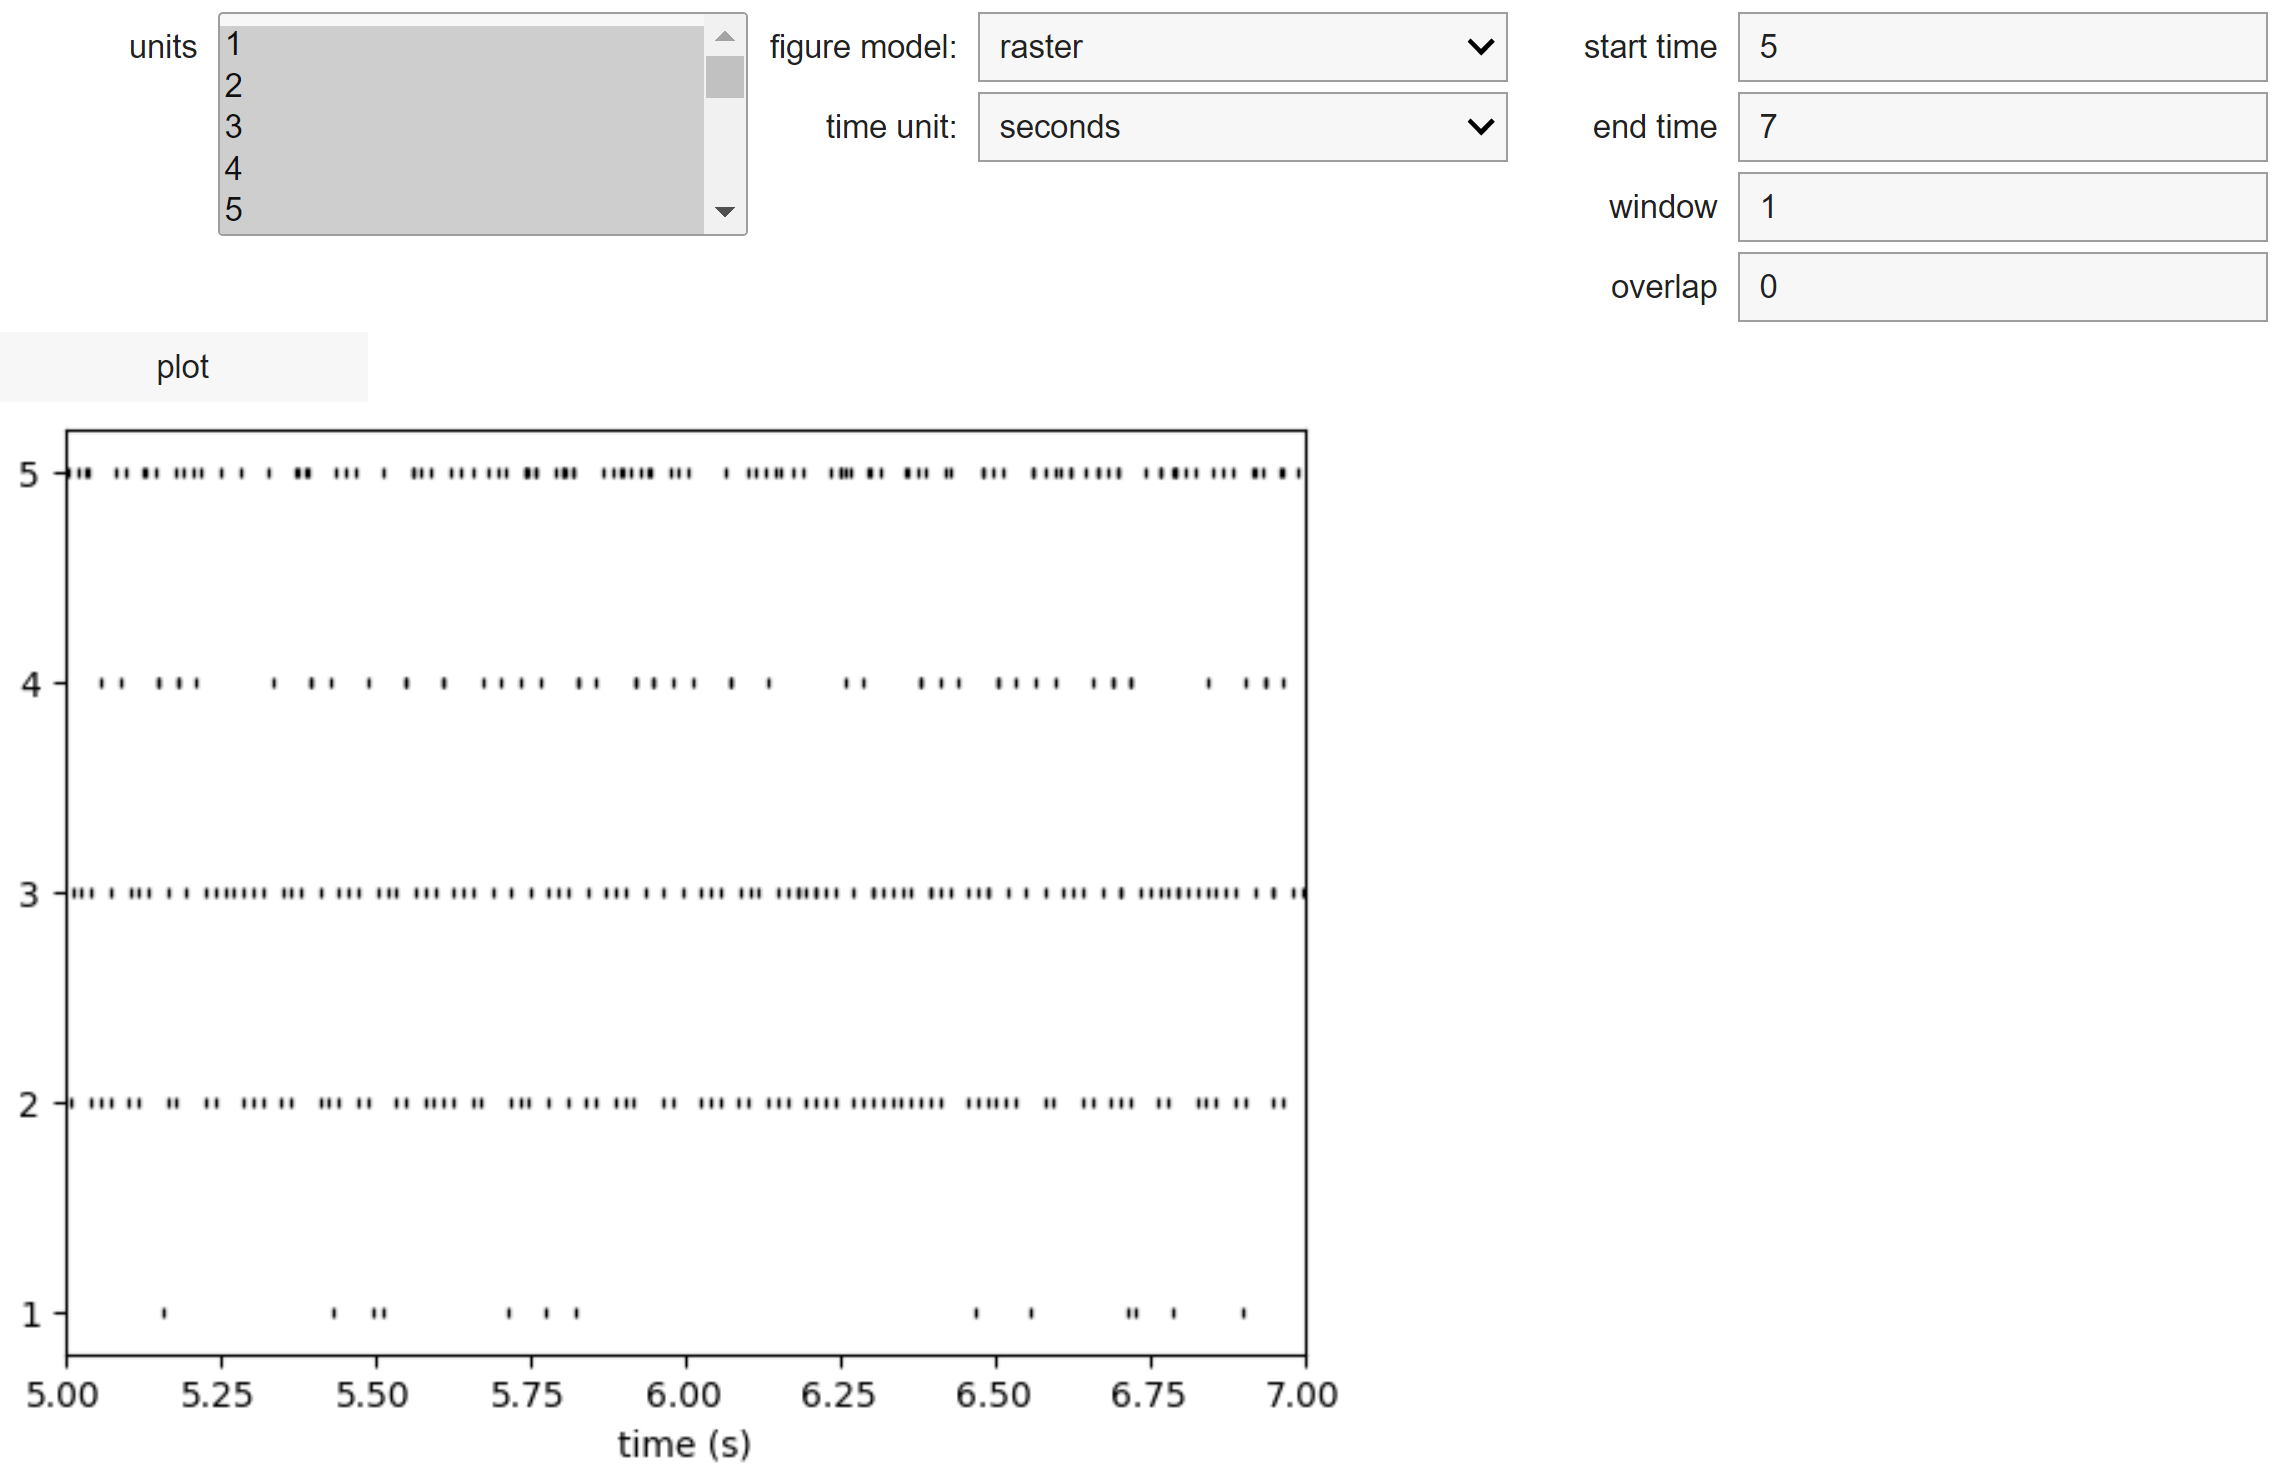 units
1
2
3
4
5
figure model: raster
time unit: seconds
start time 5
end time 7
window 1
overlap 0
plot
5
4
3
2
1
5.00 5.25 5.50 5.75 6.00 6.25 6.50 6.75 7.00
time (s)